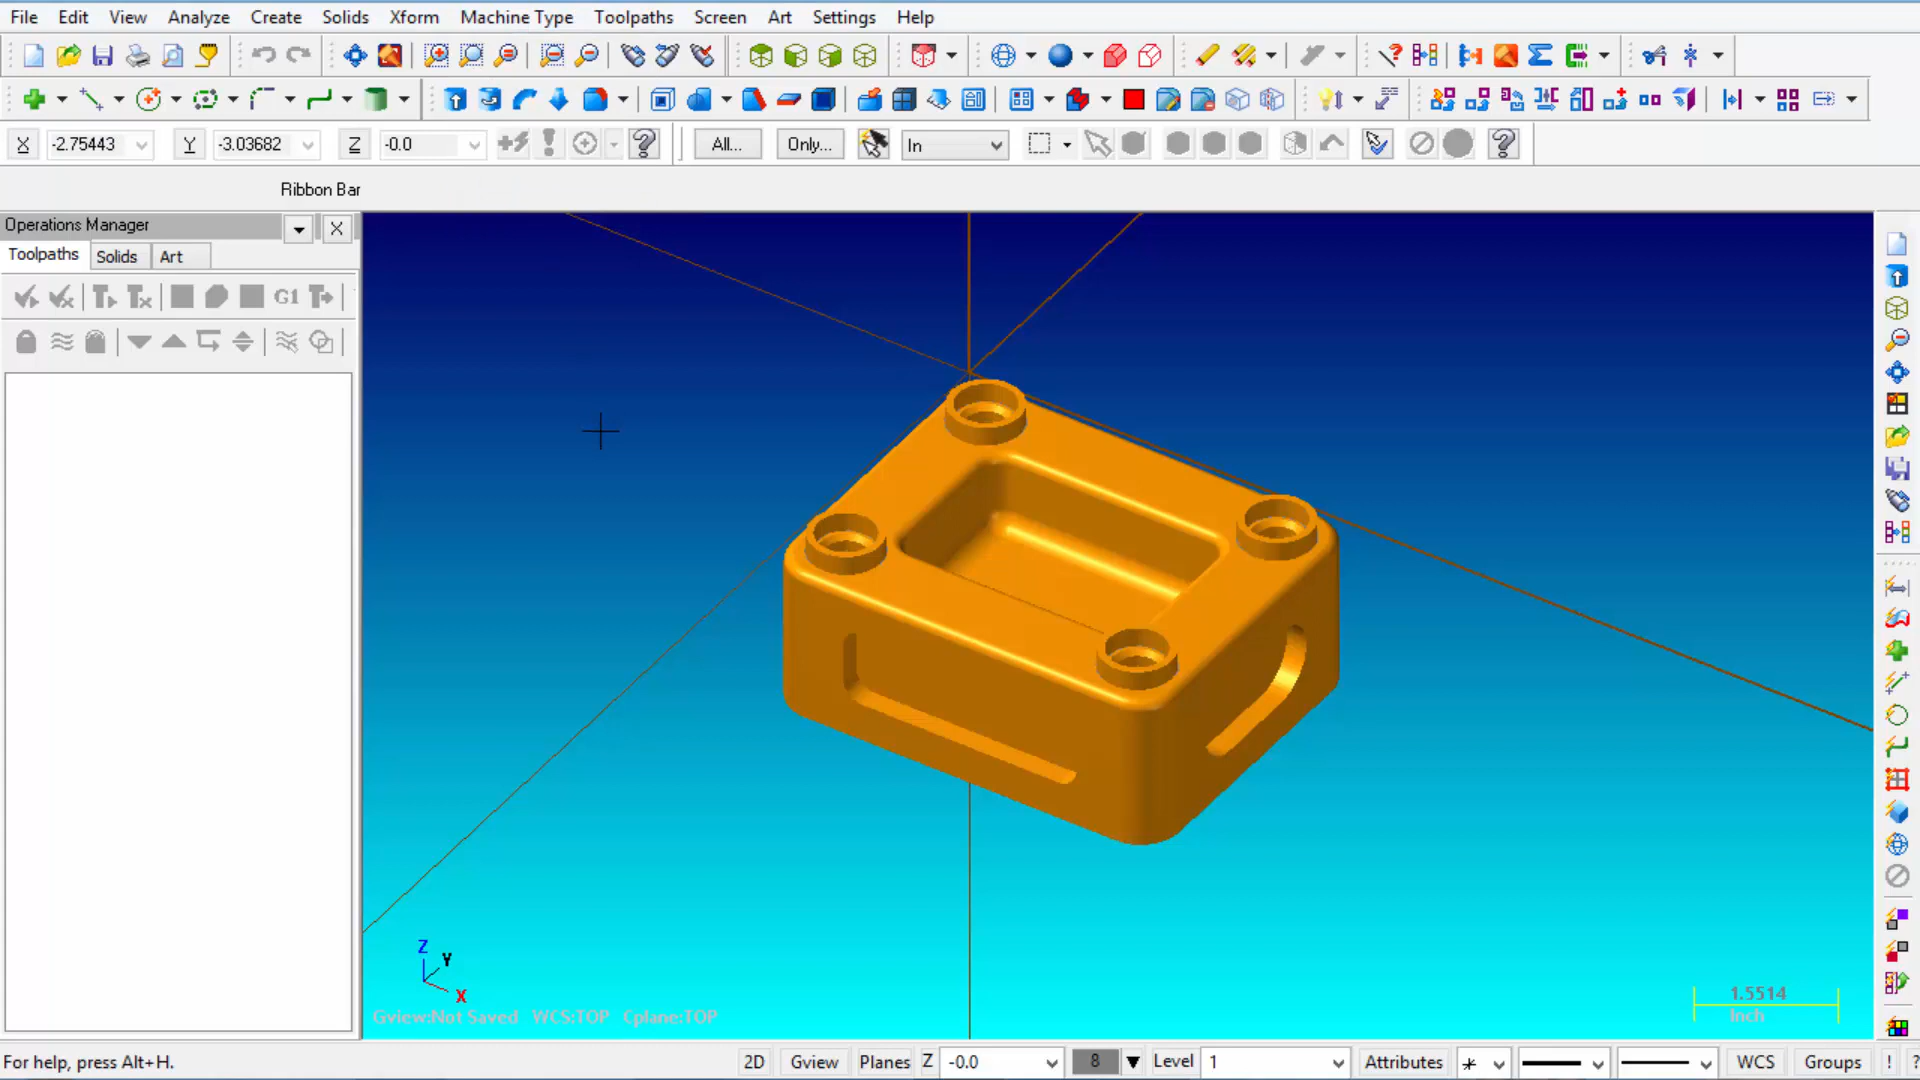 File Edit View Analyze Create Solids Xform Machine Type Toolpaths Screen Art Settings Help
X -2.75443 Y -3.03682 Z -0.0 All... Only... In
Ribbon Bar
Operations Manager
Toolpaths Solids Art
G1
Z
Y
X
1.5514
Inch
Gview:Not Saved WCS:TOP Cplane:TOP
For help, press Alt+H. 2D Gview Planes Z -0.0 8 Level 1 Attributes WCS Groups ! ?